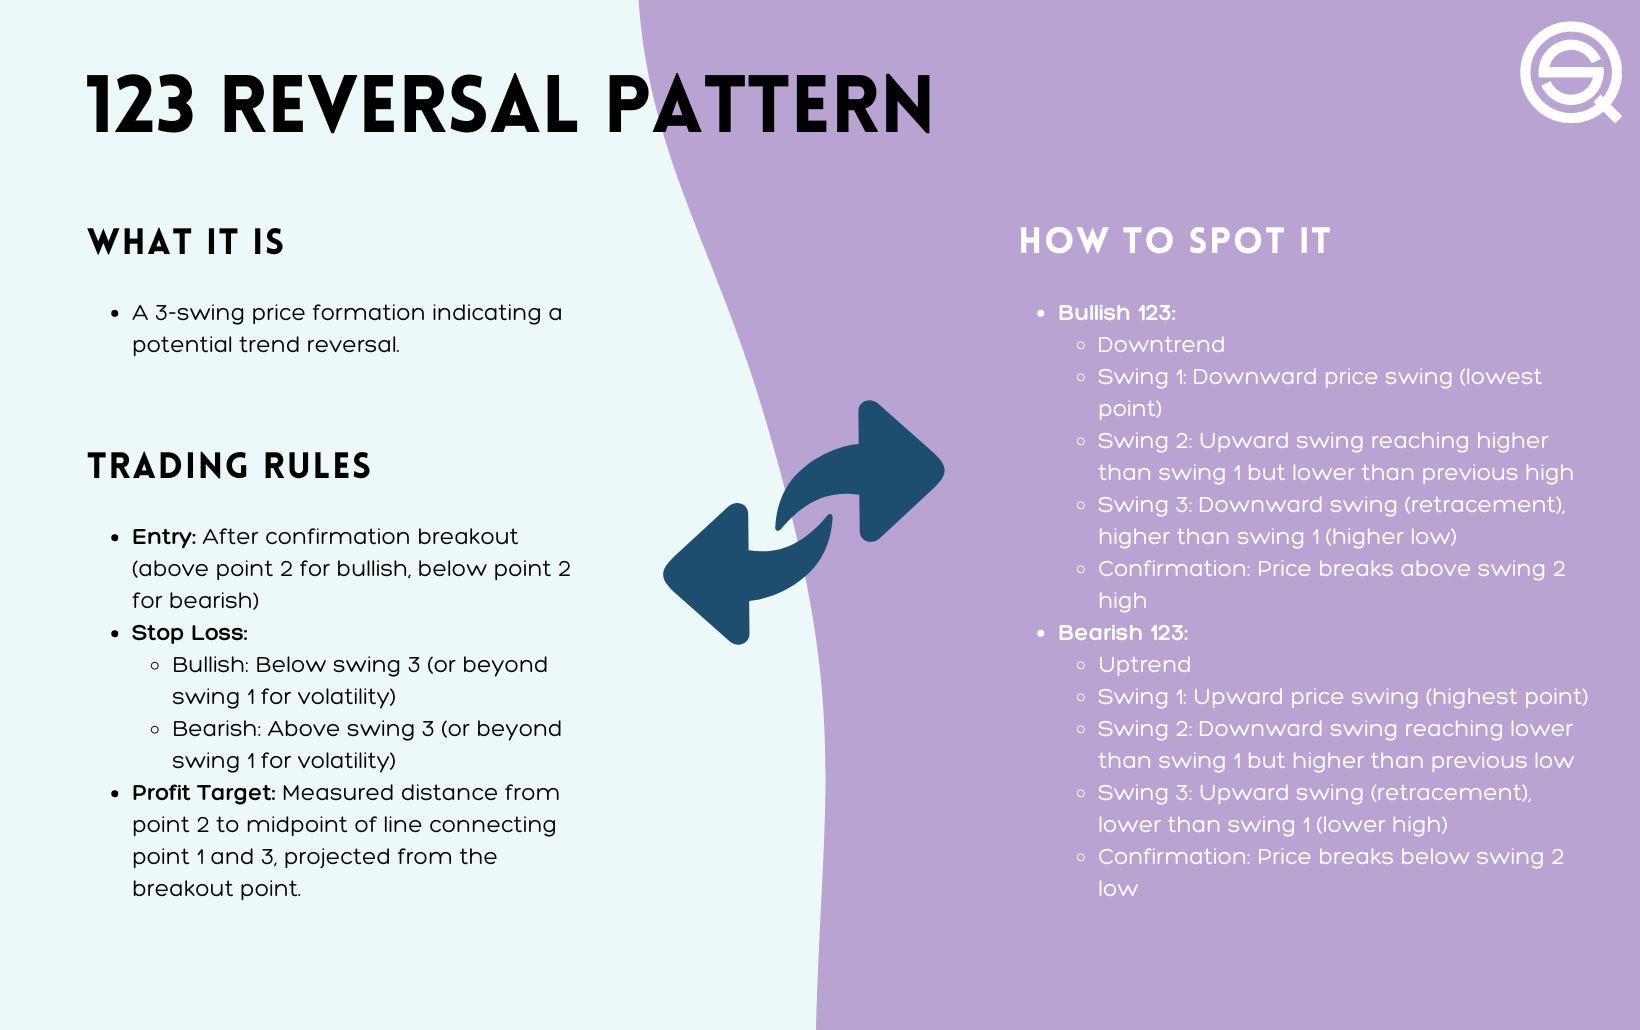 123 REVERSAL PATTERN
WHAT IT IS
• A 3-swing price formation indicating a
potential trend reversal.
TRADING RULES
• Entry: After confirmation breakout
(above point 2 for bullish, below point 2
for bearish)
• Stop Loss:
◦ Bullish: Below swing 3 (or beyond
swing 1 for volatility)
◦ Bearish: Above swing 3 (or beyond
swing 1 for volatility)
• Profit Target: Measured distance from
point 2 to midpoint of line connecting
point 1 and 3, projected from the
breakout point.
HOW TO SPOT IT
• Bullish 123:
◦ Downtrend
◦ Swing 1: Downward price swing (lowest
point)
◦ Swing 2: Upward swing reaching higher
than swing 1 but lower than previous high
◦ Swing 3: Downward swing (retracement),
higher than swing 1 (higher low)
◦ Confirmation: Price breaks above swing 2
high
• Bearish 123:
◦ Uptrend
◦ Swing 1: Upward price swing (highest point)
◦ Swing 2: Downward swing reaching lower
than swing 1 but higher than previous low
◦ Swing 3: Upward swing (retracement),
lower than swing 1 (lower high)
◦ Confirmation: Price breaks below swing 2
low